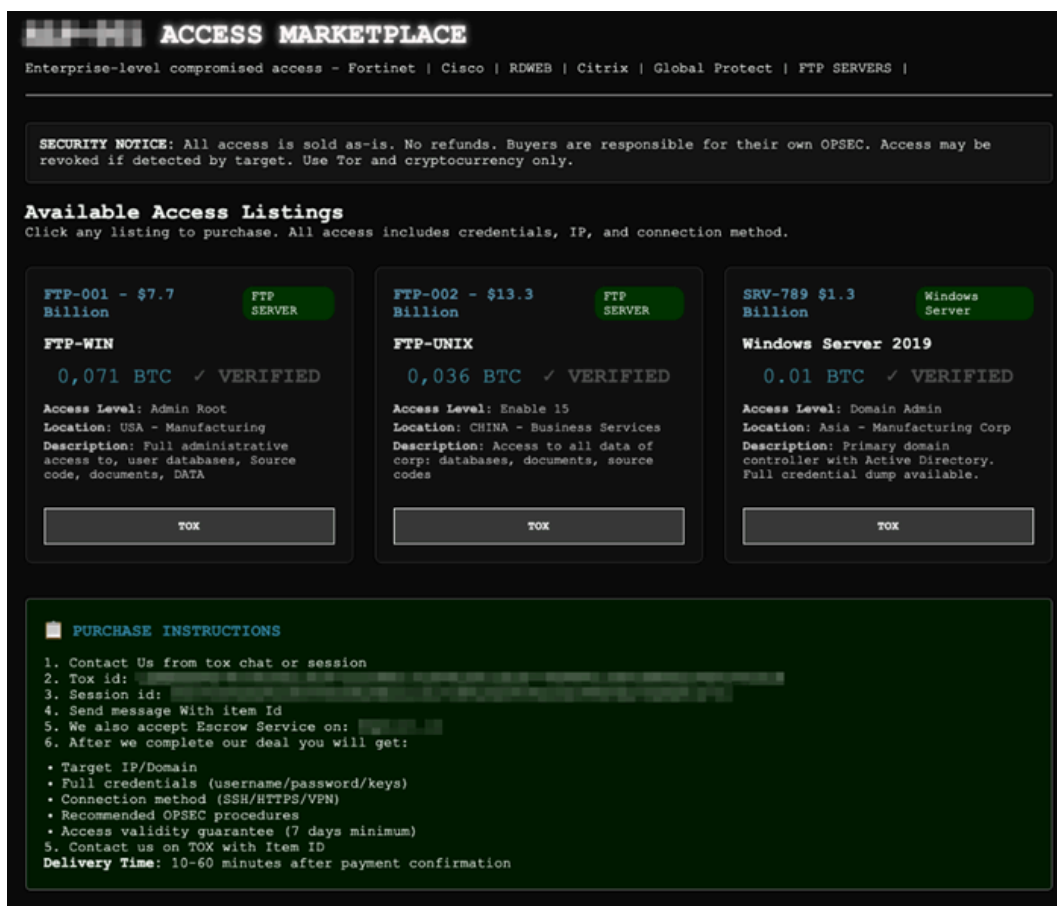 ACCESS MARKETPLACE
Enterprise-level compromised access - Fortinet | Cisco | RDWEB | Citrix | Global Protect | FTP SERVERS |
SECURITY NOTICE: All access is sold as-is. No refunds. Buyers are responsible for their own OPSEC. Access may be
revoked if detected by target. Use Tor and cryptocurrency only.
Available Access Listings
Click any listing to purchase. All access includes credentials, IP, and connection method.
FTP-001 - $7.7
Billion
FTP
SERVER
FTP-WIN
0,071 BTC ✓ VERIFIED
Access Level: Admin Root
Location: USA - Manufacturing
Description: Full administrative
access to, user databases, Source
code, documents, DATA
TOX
FTP-002 - $13.3
Billion
FTP
SERVER
FTP-UNIX
0,036 BTC ✓ VERIFIED
Access Level: Enable 15
Location: CHINA - Business Services
Description: Access to all data of
corp: databases, documents, source
codes
TOX
SRV-789 $1.3
Billion
Windows
Server
Windows Server 2019
0.01 BTC ✓ VERIFIED
Access Level: Domain Admin
Location: Asia - Manufacturing Corp
Description: Primary domain
controller with Active Directory.
Full credential dump available.
TOX
📋 PURCHASE INSTRUCTIONS
1. Contact Us from tox chat or session
2. Tox id:
3. Session id:
4. Send message With item Id
5. We also accept Escrow Service on:
6. After we complete our deal you will get:
• Target IP/Domain
• Full credentials (username/password/keys)
• Connection method (SSH/HTTPS/VPN)
• Recommended OPSEC procedures
• Access validity guarantee (7 days minimum)
5. Contact us on TOX with Item ID
Delivery Time: 10-60 minutes after payment confirmation